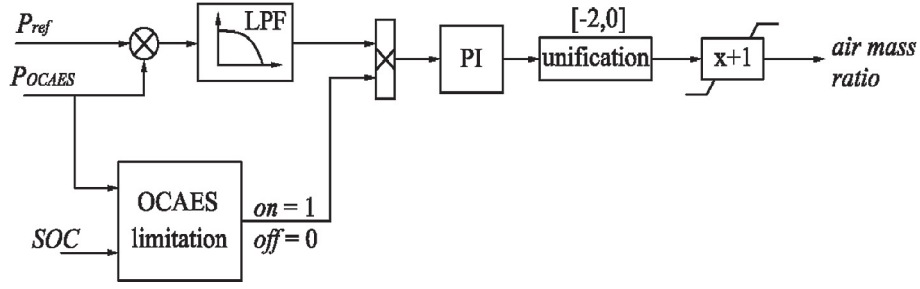 P_ref
LPF
P_OCAES
PI
[-2,0]
unification
x+1
air mass
ratio
OCAES
limitation
on = 1
off = 0
SOC